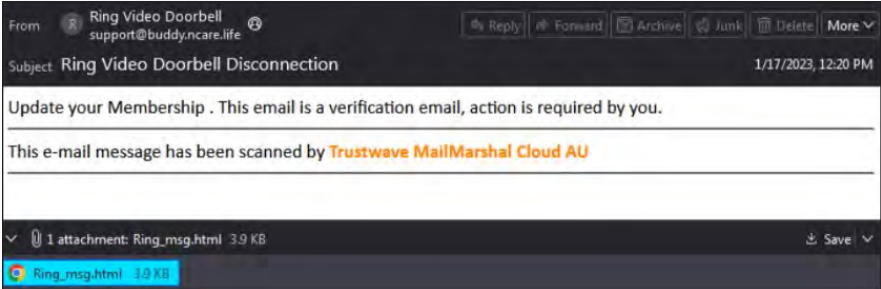 From Ring Video Doorbell
support@buddy.ncare.life
Reply Forward Archive Junk Delete More
Subject Ring Video Doorbell Disconnection 1/17/2023, 12:20 PM
Update your Membership . This email is a verification email, action is required by you.
This e-mail message has been scanned by Trustwave MailMarshal Cloud AU
1 attachment: Ring_msg.html 3.9 KB Save
Ring_msg.html 3.9 KB